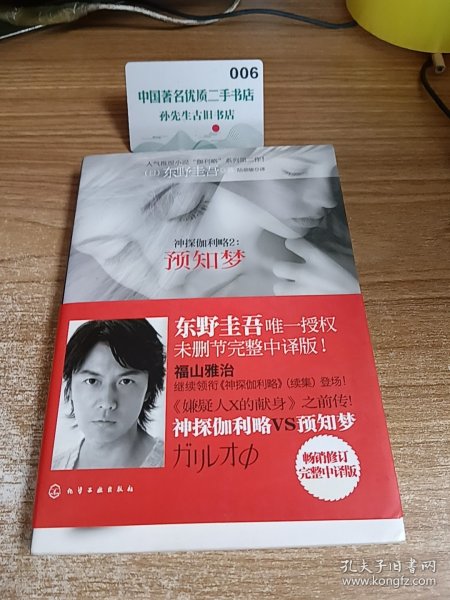 006
中国著名优质二手书店
孙先生古旧书店
人气推理小说“伽利略”系列第二作!
东野圭吾
神探伽利略2:
预知梦
东野圭吾唯一授权
未删节完整中译版!
福山雅治
继续领衔《神探伽利略》(续集)登场!
《嫌疑人X的献身》之前传!
神探伽利略VS预知梦
ガリレオΦ
畅销修订
完整中译版
化学工业出版社
孔夫子旧书网
www.kongfz.com